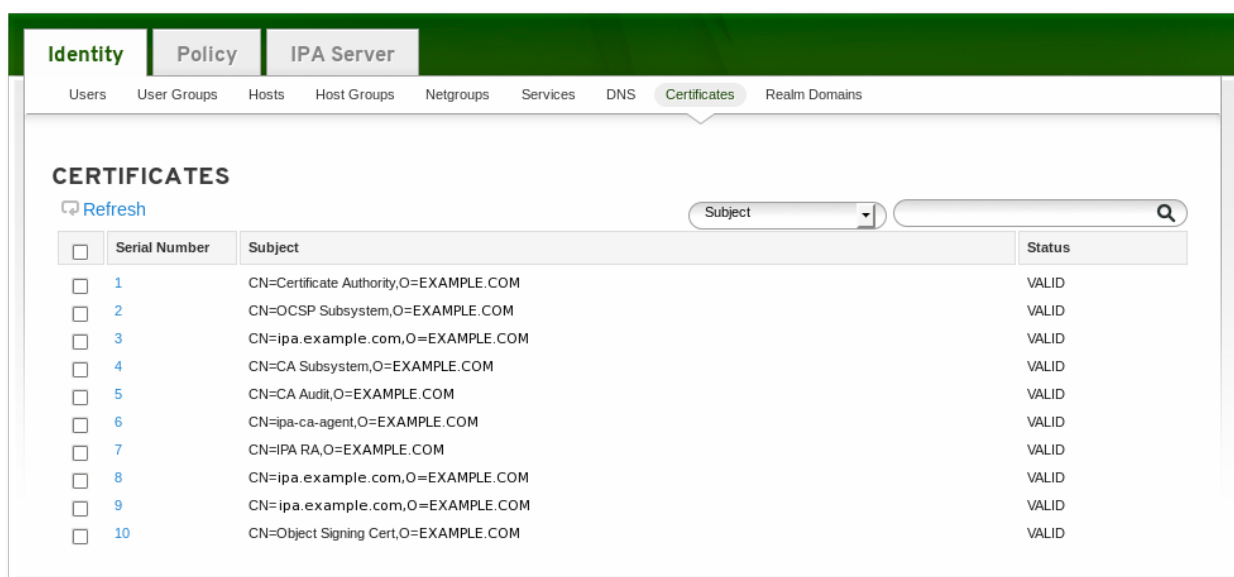 Identity Policy IPA Server
Users User Groups Hosts Host Groups Netgroups Services DNS Certificates Realm Domains
CERTIFICATES
Refresh Subject
Serial Number Subject Status
1 CN=Certificate Authority,O=EXAMPLE.COM VALID
2 CN=OCSP Subsystem,O=EXAMPLE.COM VALID
3 CN=ipa.example.com,O=EXAMPLE.COM VALID
4 CN=CA Subsystem,O=EXAMPLE.COM VALID
5 CN=CA Audit,O=EXAMPLE.COM VALID
6 CN=ipa-ca-agent,O=EXAMPLE.COM VALID
7 CN=IPA RA,O=EXAMPLE.COM VALID
8 CN=ipa.example.com,O=EXAMPLE.COM VALID
9 CN=ipa.example.com,O=EXAMPLE.COM VALID
10 CN=Object Signing Cert,O=EXAMPLE.COM VALID